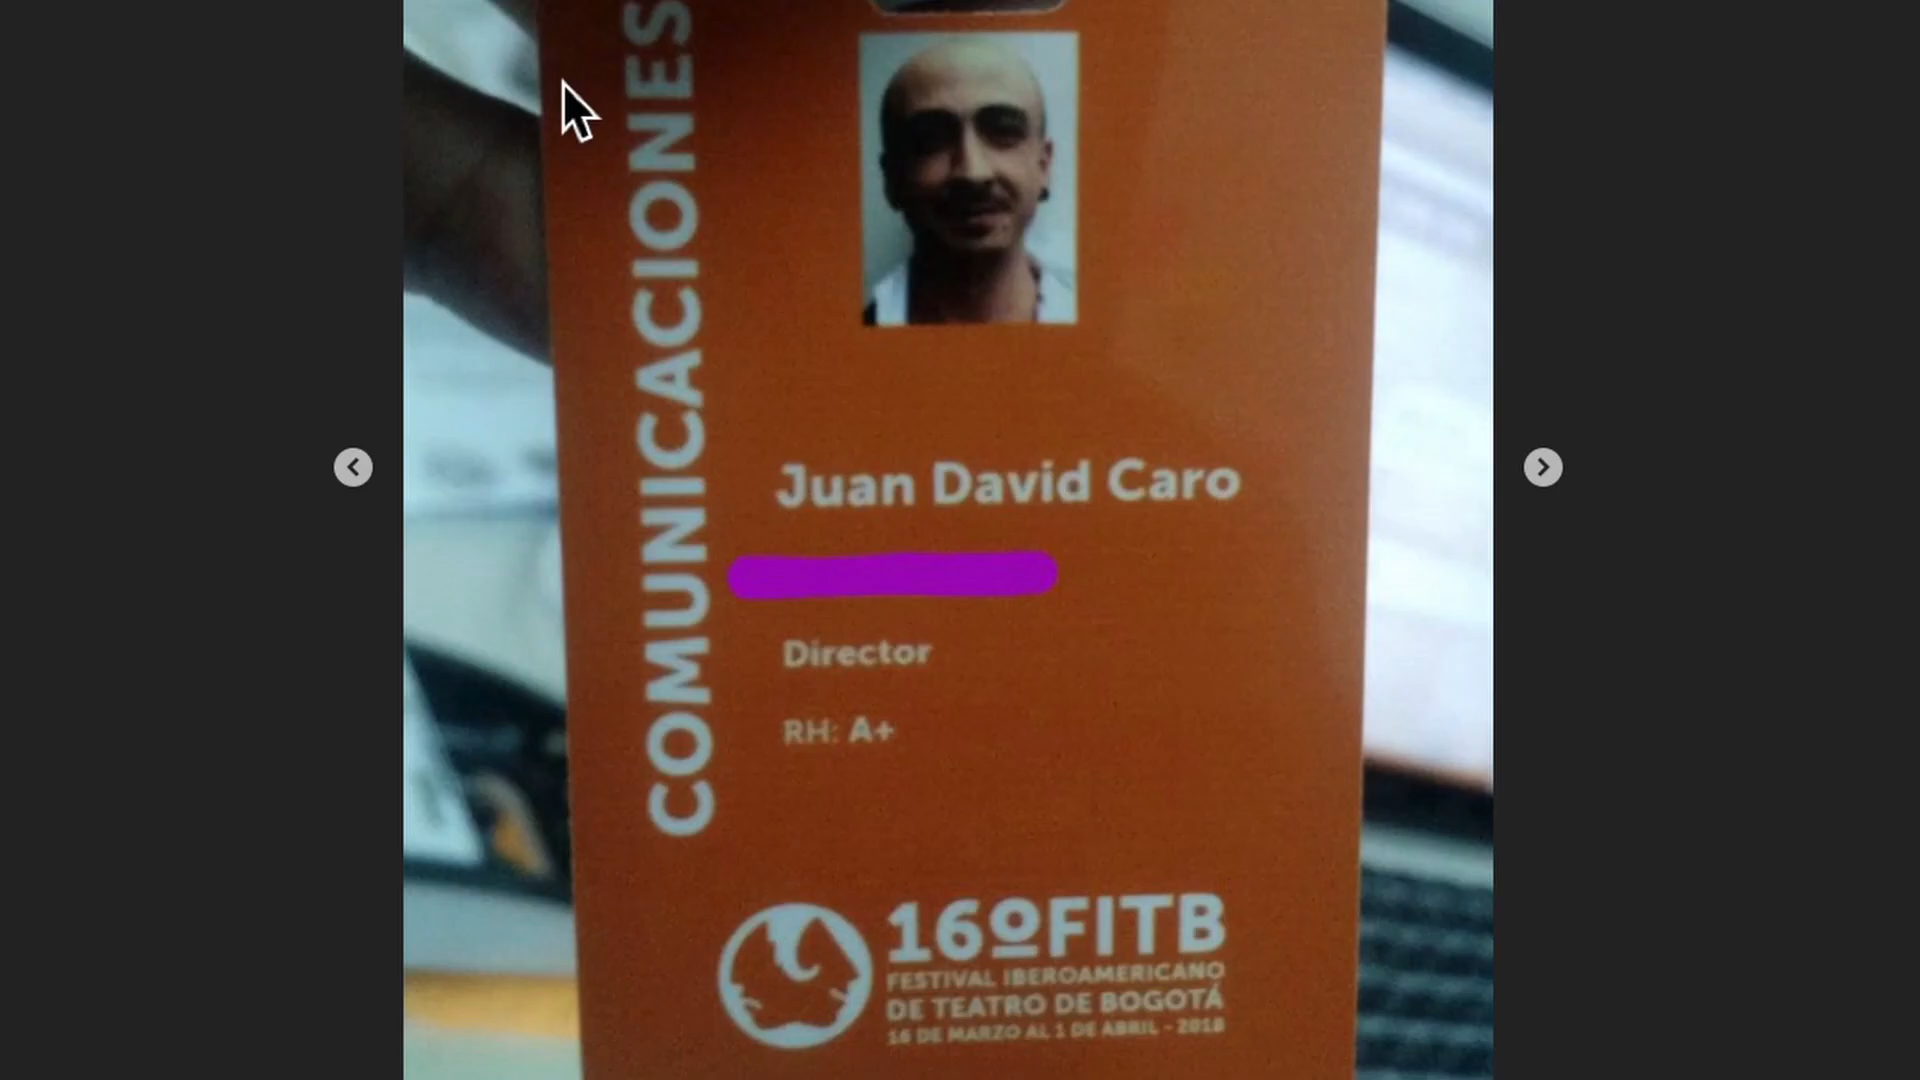 COMUNICACIONES
Juan David Caro
Director
RH: A+
16ºFITB
FESTIVAL IBEROAMERICANO
DE TEATRO DE BOGOTÁ
16 DE MARZO AL 1 DE ABRIL - 2018